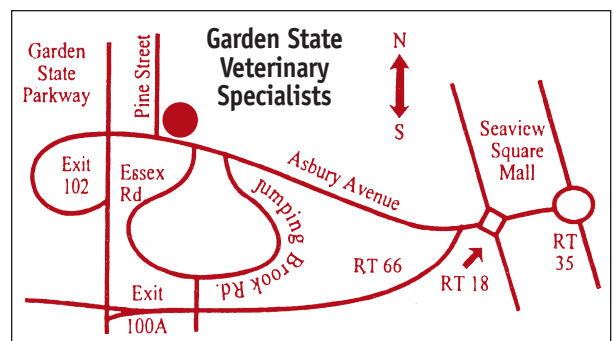 Garden State
Veterinary
Specialists
Garden
State
Parkway
Pine Street
N
S
Seaview
Square
Mall
Exit
102
Essex
Rd
Asbury Avenue
Jumping Brook Rd.
RT 66
RT 18
RT
35
Exit
100A